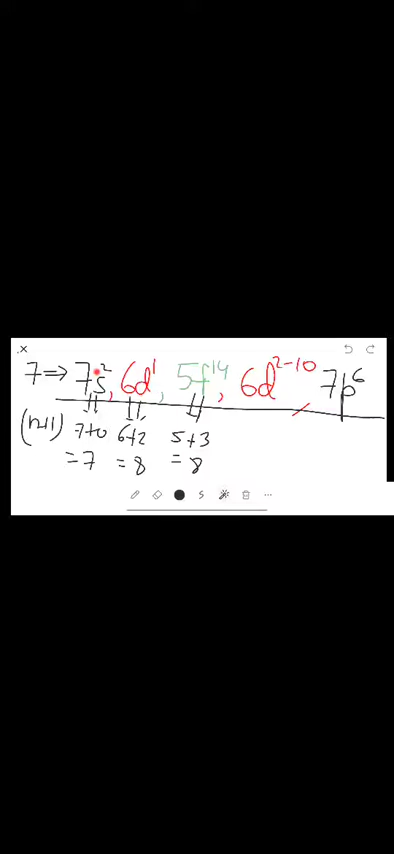 7 ⇒ 7s², 6d¹, 5f¹⁴, 6d²⁻¹⁰ 7p⁶
(n+l) 7+0 6+2 5+3
= 7 = 8 = 8